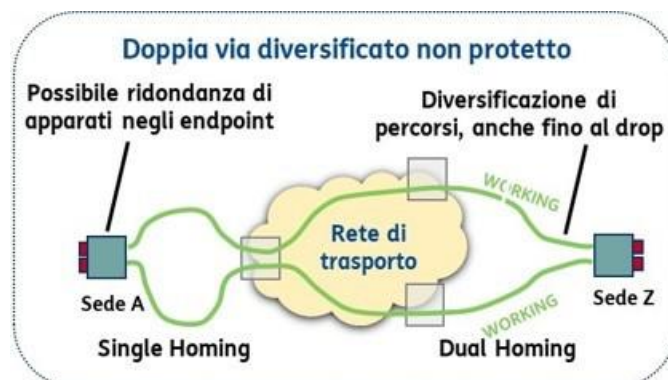 Doppia via diversificato non protetto
Possibile ridondanza di
apparati negli endpoint
Diversificazione di
percorsi, anche fino al drop
WORKING
Rete di
trasporto
Sede A
Sede Z
WORKING
Single Homing
Dual Homing